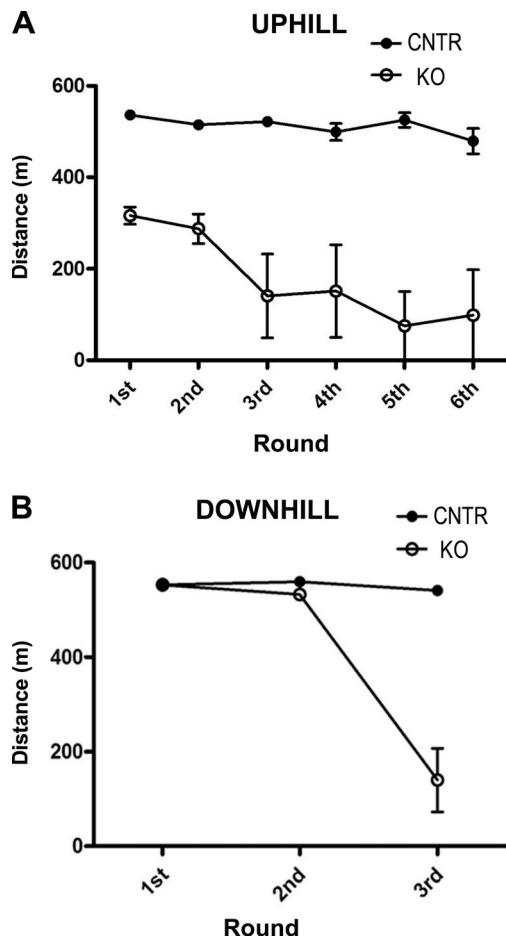 A
UPHILL
CNTR
KO
600
400
200
0
Distance (m)
1st
2nd
3rd
4th
5th
6th
Round
B
DOWNHILL
CNTR
KO
600
400
200
0
Distance (m)
1st
2nd
3rd
Round